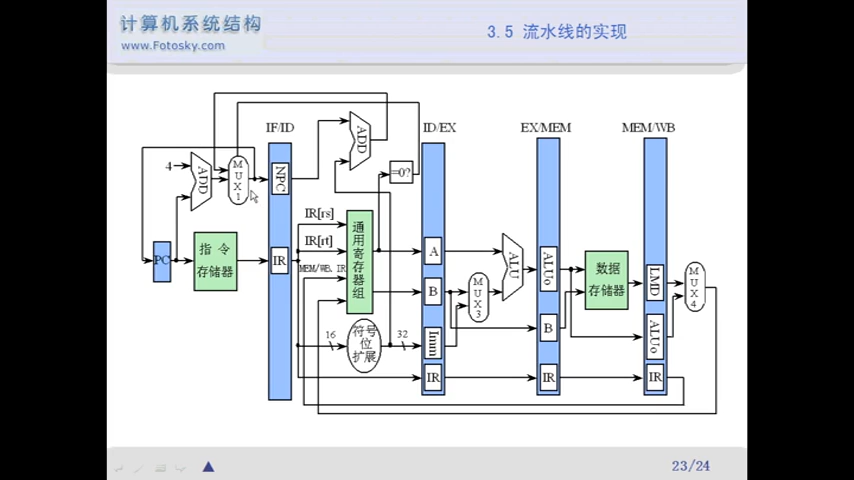 计算机系统结构
www.Fotosky.com
3.5 流水线的实现
IF/ID
ID/EX
EX/MEM
MEM/WB
4
ADD
MUX1
NPC
ADD
=0?
PC
指令
存储器
IR
IR[rs]
IR[rt]
MEM/WB.IR
通用寄存器组
A
B
MUX3
ALU
ALUo
B
数据
存储器
LMD
ALUo
MUX4
16
符号
位
扩展
32
Imm
IR
IR
IR
23/24